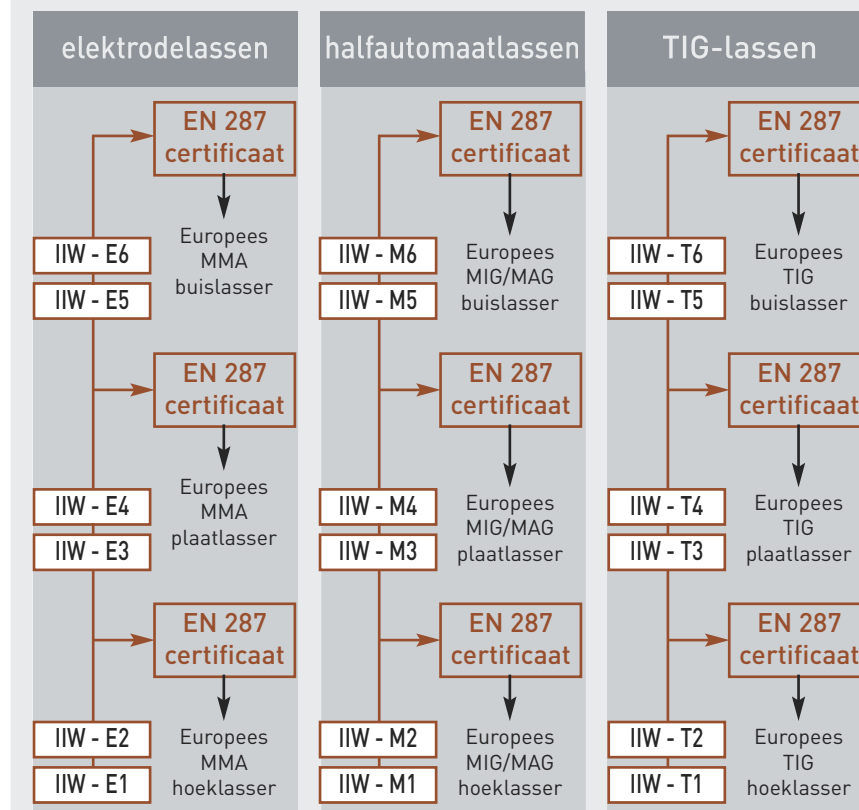 elektrodelassen
EN 287
certificaat
Europees
MMA
buislasser
IIW - E6
IIW - E5
EN 287
certificaat
Europees
MMA
plaatlasser
IIW - E4
IIW - E3
EN 287
certificaat
Europees
MMA
hoeklasser
IIW - E2
IIW - E1
halfautomaatlassen
EN 287
certificaat
Europees
MIG/MAG
buislasser
IIW - M6
IIW - M5
EN 287
certificaat
Europees
MIG/MAG
plaatlasser
IIW - M4
IIW - M3
EN 287
certificaat
Europees
MIG/MAG
hoeklasser
IIW - M2
IIW - M1
TIG-lassen
EN 287
certificaat
Europees
TIG
buislasser
IIW - T6
IIW - T5
EN 287
certificaat
Europees
TIG
plaatlasser
IIW - T4
IIW - T3
EN 287
certificaat
Europees
TIG
hoeklasser
IIW - T2
IIW - T1